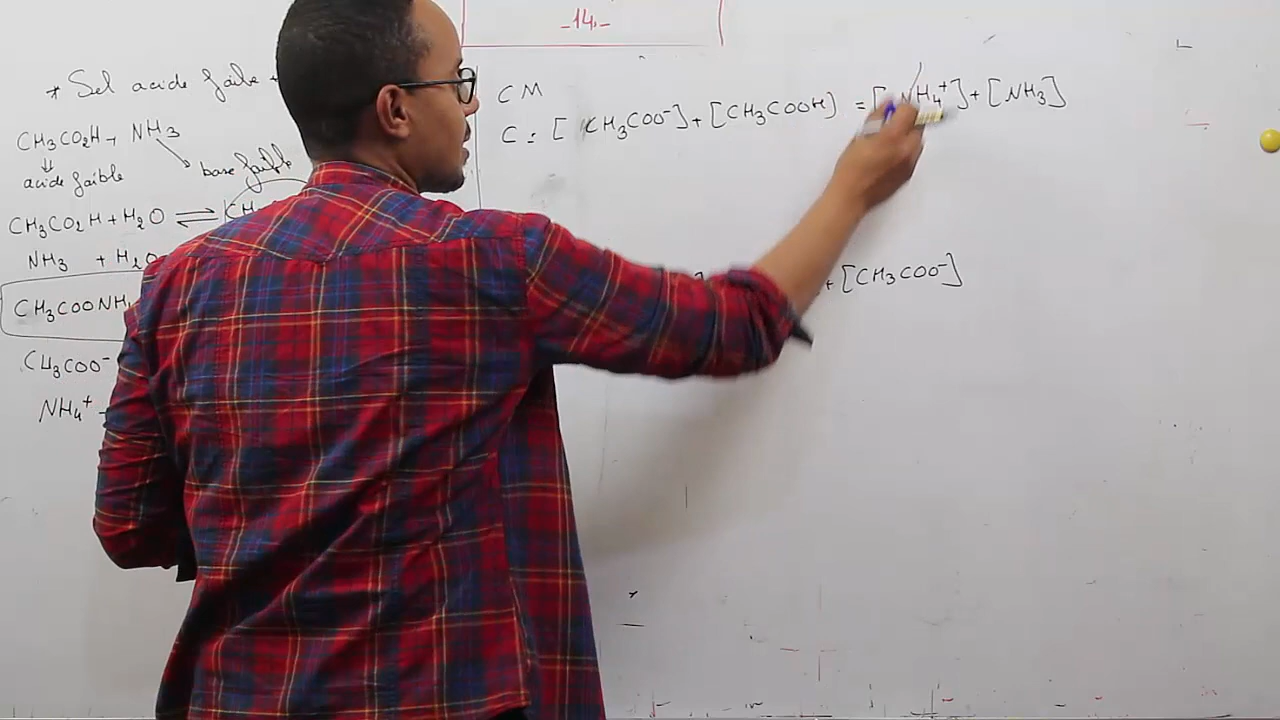 -14-
* Sel acide faible +
CH3CO2H + NH3
acide faible
base faible
CH3CO2H + H2O ⇌ CH
NH3 + H2O
CH3COONH
CH3COO-
NH4+
CM
C = [CH3COO-] + [CH3COOH] = [NH4+] + [NH3]
+ [CH3COO-]